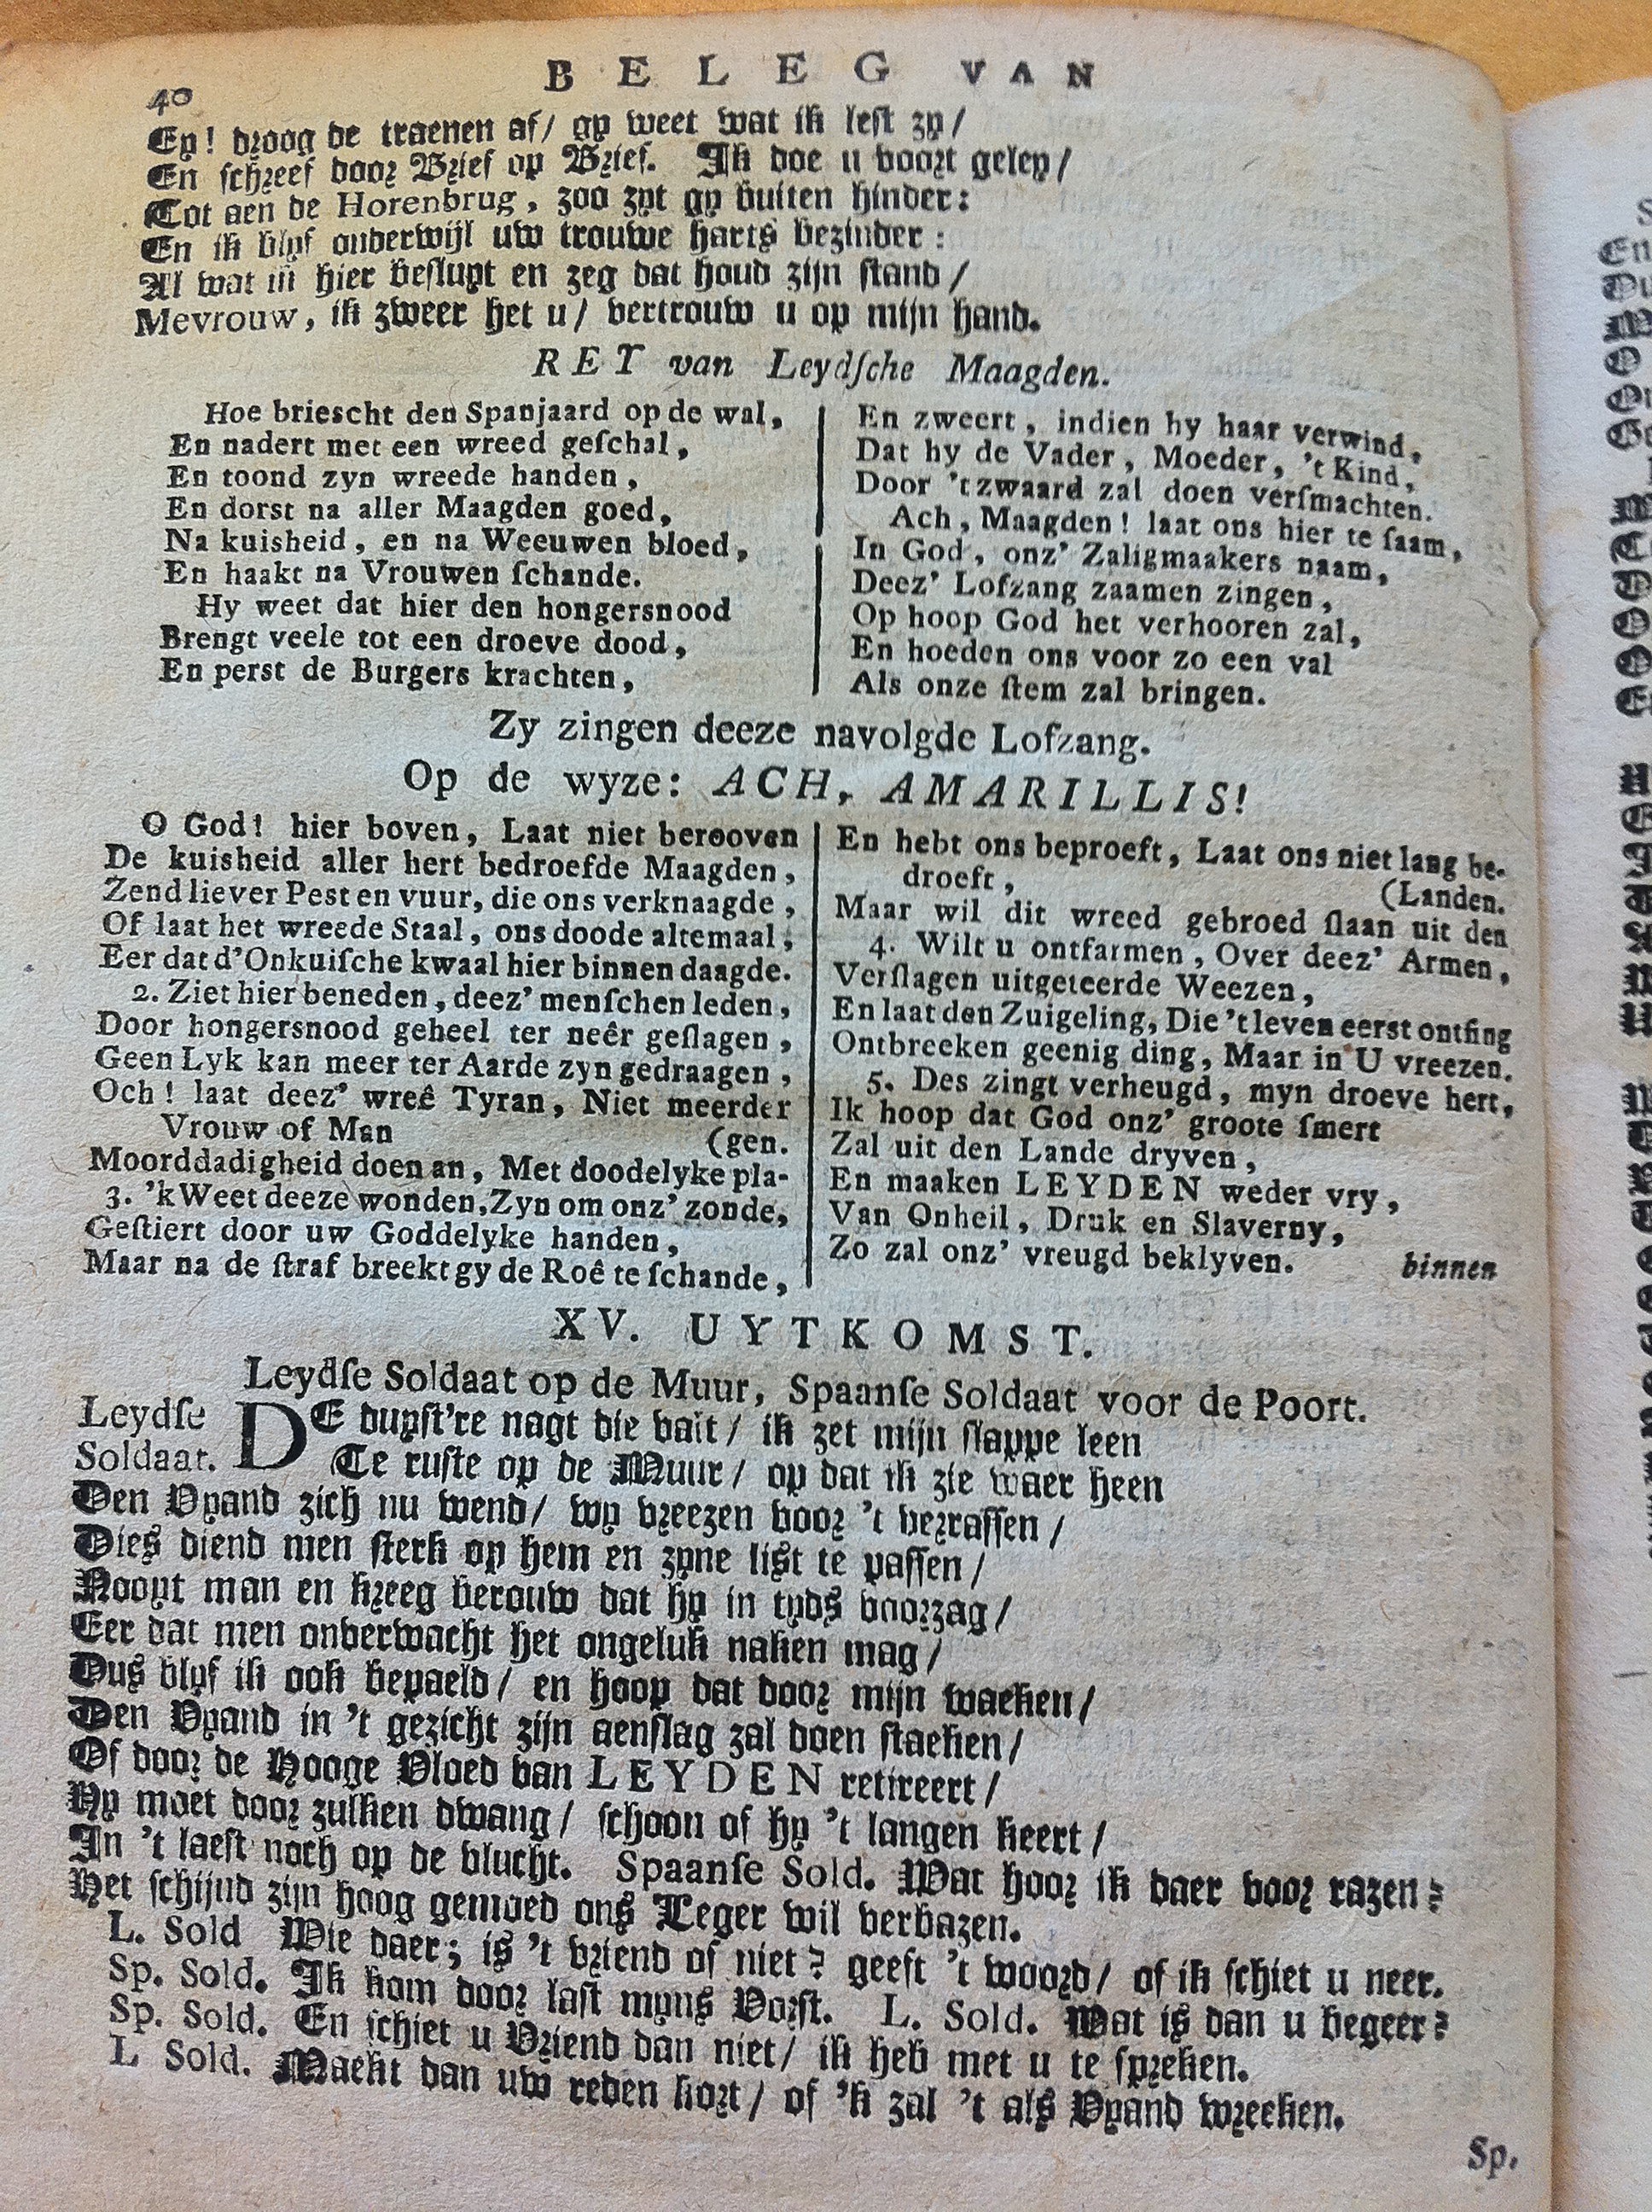 40
BELEG VAN
Ey! droog de traenen af/ gy weet wat ik lest zy/
En schreef door Brief op Brief. Ik doe u voort geley/
Tot aen de Horenbrug, zoo zyt gy buiten hinder:
En ik blyf onderwijl uw trouwe harts bezinder:
Al wat ik hier besluyt en zeg dat houd zijn stand/
Mevrouw, ik zweer het u/ vertrouw u op mijn hand.
REY van Leydſche Maagden.
Hoe briescht den Spanjaard op de wal,
En nadert met een wreed geſchal,
En toond zyn wreede handen,
En dorst na aller Maagden goed,
Na kuisheid, en na Weeuwen bloed,
En haakt na Vrouwen ſchande.
Hy weet dat hier den hongersnood
Brengt veele tot een droeve dood,
En perst de Burgers krachten,
En zweert, indien hy haar verwind,
Dat hy de Vader, Moeder, 't Kind,
Door 't zwaard zal doen verſmachten.
Ach, Maagden! laat ons hier te ſaam,
In God, onz' Zaligmaakers naam,
Deez' Lofzang zaamen zingen,
Op hoop God het verhooren zal,
En hoeden ons voor zo een val
Als onze ſtem zal bringen.
Zy zingen deeze navolgde Lofzang.
Op de wyze: ACH, AMARILLIS!
O God! hier boven, Laat niet berooven
De kuisheid aller hert bedroefde Maagden,
Zend liever Pest en vuur, die ons verknaagde,
Of laat het wreede Staal, ons doode altemaal,
Eer dat d'Onkuiſche kwaal hier binnen daagde.
2. Ziet hier beneden, deez' menſchen leden,
Door hongersnood geheel ter neêr geſlagen,
Geen Lyk kan meer ter Aarde zyn gedraagen,
Och! laat deez' wreê Tyran, Niet meerder
Vrouw of Man (gen.
Moorddadigheid doen an, Met doodelyke pla-
3. 'k Weet deeze wonden, Zyn om onz' zonde,
Geſtiert door uw Goddelyke handen,
Maar na de ſtraf breekt gy de Roê te ſchande,
En hebt ons beproeft, Laat ons niet lang be-
droeft, (Landen.
Maar wil dit wreed gebroed ſlaan uit den
4. Wilt u ontfarmen, Over deez' Armen,
Verſlagen uitgeteerde Weezen,
En laat den Zuigeling, Die 't leven eerst ontfing
Ontbreeken geenig ding, Maar in U vreezen.
5. Des zingt verheugd, myn droeve hert,
Ik hoop dat God onz' groote ſmert
Zal uit den Lande dryven,
En maaken LEYDEN weder vry,
Van Onheil, Druk en Slaverny,
Zo zal onz' vreugd beklyven. binnen
XV. UYTKOMST.
Leydſe Soldaat op de Muur, Spaanſe Soldaat voor de Poort.
Leydſe Soldaat. DE duyst're nagt die valt/ ik zet mijn slappe leen
Te ruste op de Muur/ op dat ik zie waer heen
Den Vyand zich nu wend/ wy vreezen voor 't verrassen/
Dies diend men sterk op hem en zyne list te passen/
Nooyt man en kreeg berouw dat hy in tyds voorzag/
Eer dat men onverwacht het ongeluk naken mag/
Dus blyf ik ook bepaeld/ en hoop dat door mijn waeken/
Den Vyand in 't gezicht zijn aenslag zal doen staeken/
Of door de Hooge Vloed van LEYDEN retireert/
Hy moet door zulken dwang/ schoon of hy 't langen keert/
In 't laest noch op de vlucht. Spaanſe Sold. Wat hoor ik daer voor razen?
Het schijnd zijn hoog gemoed ons Leger wil verbazen.
L. Sold Wie daer; is 't vriend of niet? geeft 't woord/ of ik schiet u neer.
Sp. Sold. Ik kom door last myns Vorst. L. Sold. Wat is dan u begeer?
Sp. Sold. En schiet u Vriend dan niet/ ik heb met u te spreken.
L Sold. Maekt dan uw reden kort/ of 'k zal 't als Vyand wreeken.
Sp.